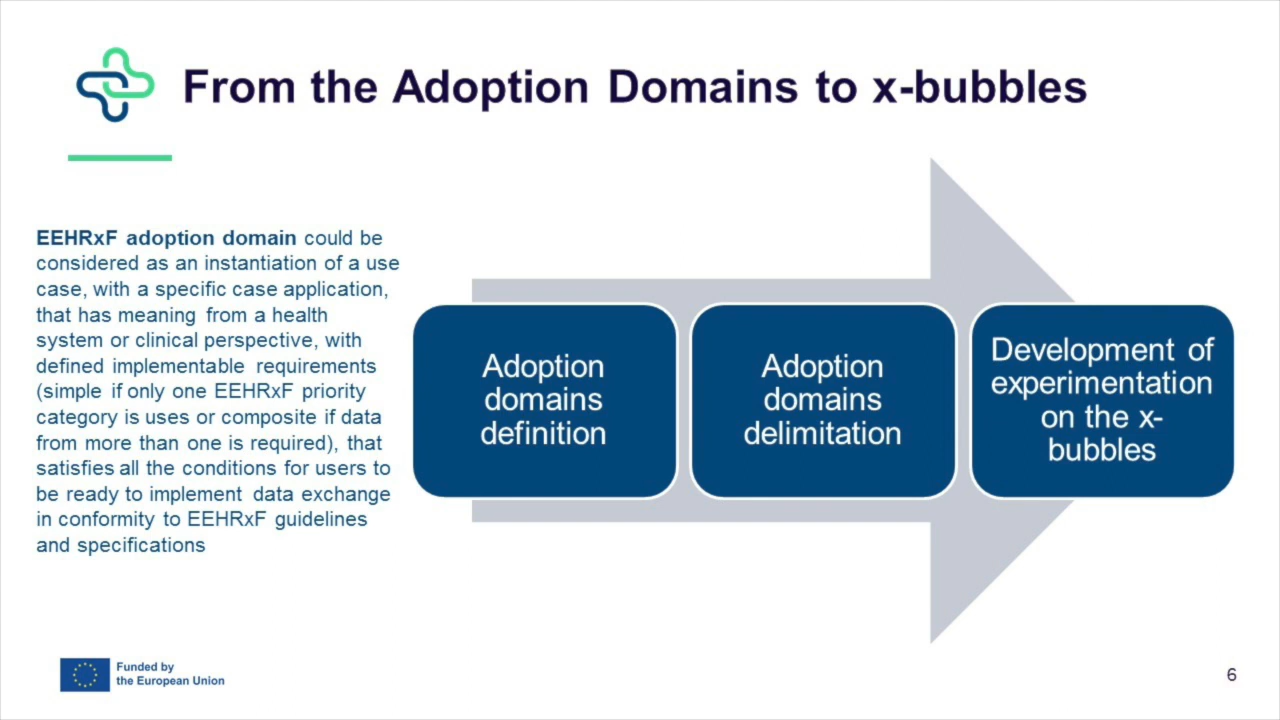 From the Adoption Domains to x-bubbles
EEHRxF adoption domain could be
considered as an instantiation of a use
case, with a specific case application,
that has meaning from a health
system or clinical perspective, with
defined implementable requirements
(simple if only one EEHRxF priority
category is uses or composite if data
from more than one is required), that
satisfies all the conditions for users to
be ready to implement data exchange
in conformity to EEHRxF guidelines
and specifications
Adoption
domains
definition
Adoption
domains
delimitation
Development of
experimentation
on the x-
bubbles
Funded by
the European Union
6